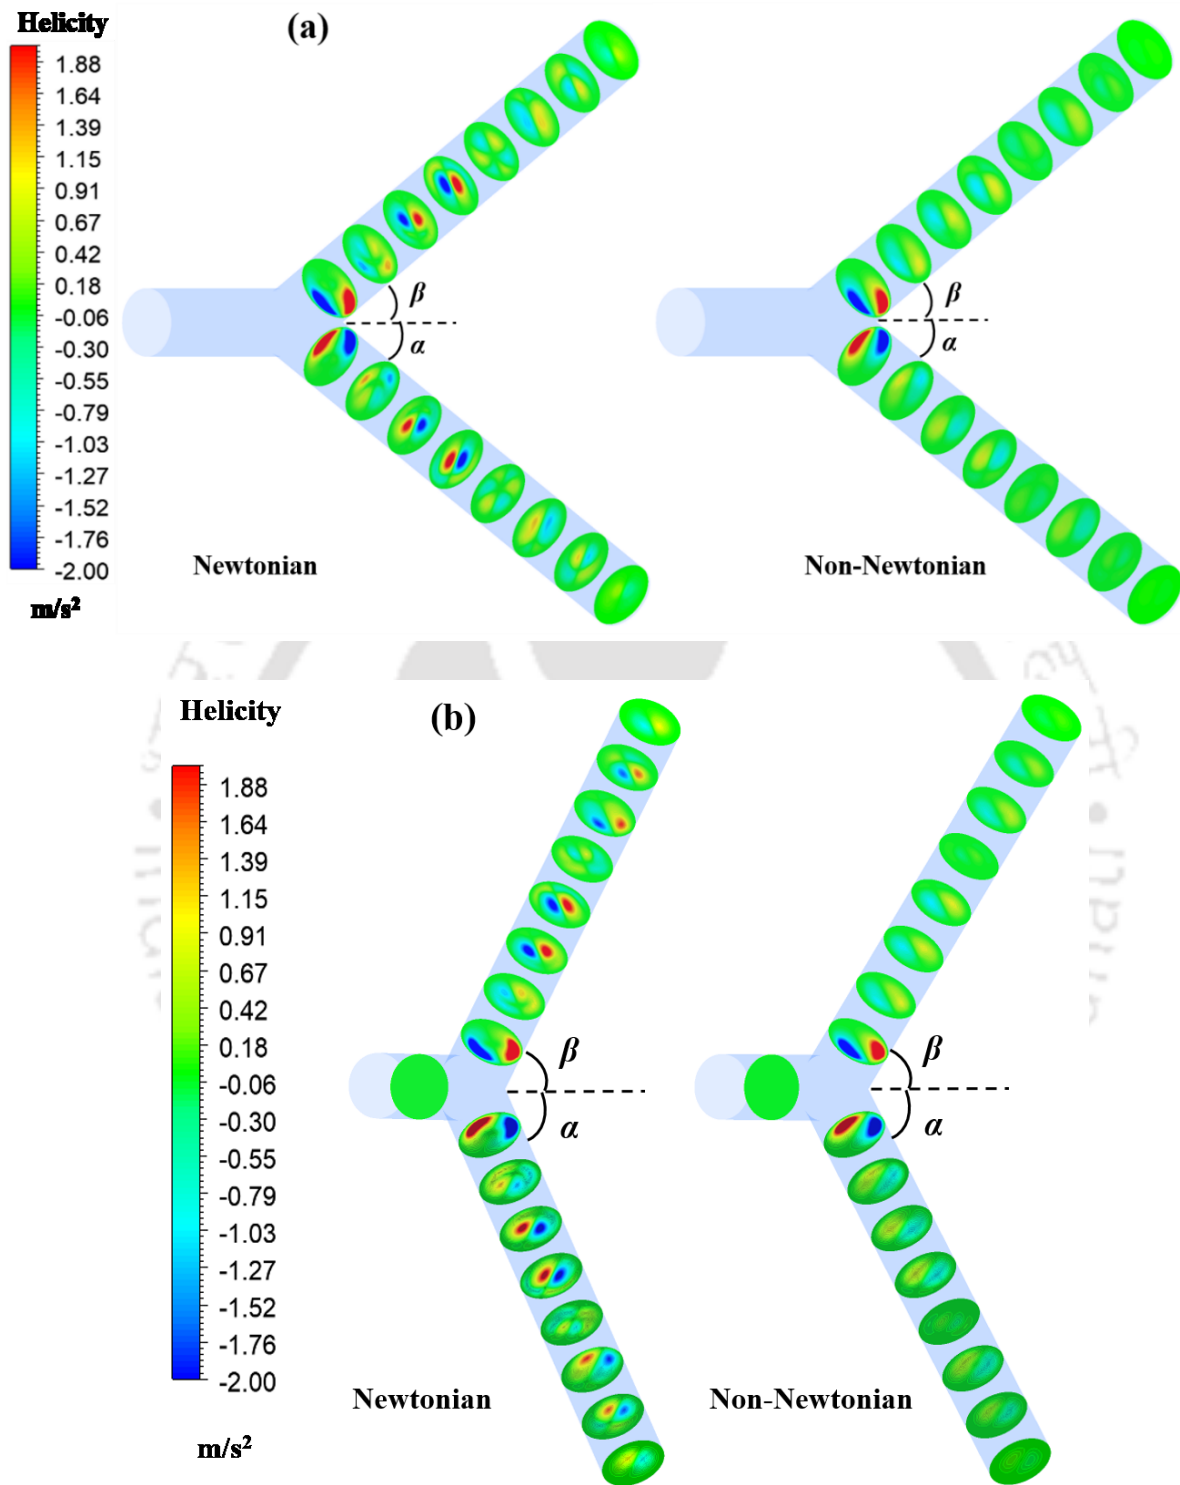 Helicity
(a)
1.88
1.64
1.39
1.15
0.91
0.67
0.42
0.18
-0.06
-0.30
-0.55
-0.79
-1.03
-1.27
-1.52
-1.76
-2.00
m/s²
β
α
Newtonian
β
α
Non-Newtonian
Helicity
(b)
1.88
1.64
1.39
1.15
0.91
0.67
0.42
0.18
-0.06
-0.30
-0.55
-0.79
-1.03
-1.27
-1.52
-1.76
-2.00
m/s²
β
α
Newtonian
β
α
Non-Newtonian